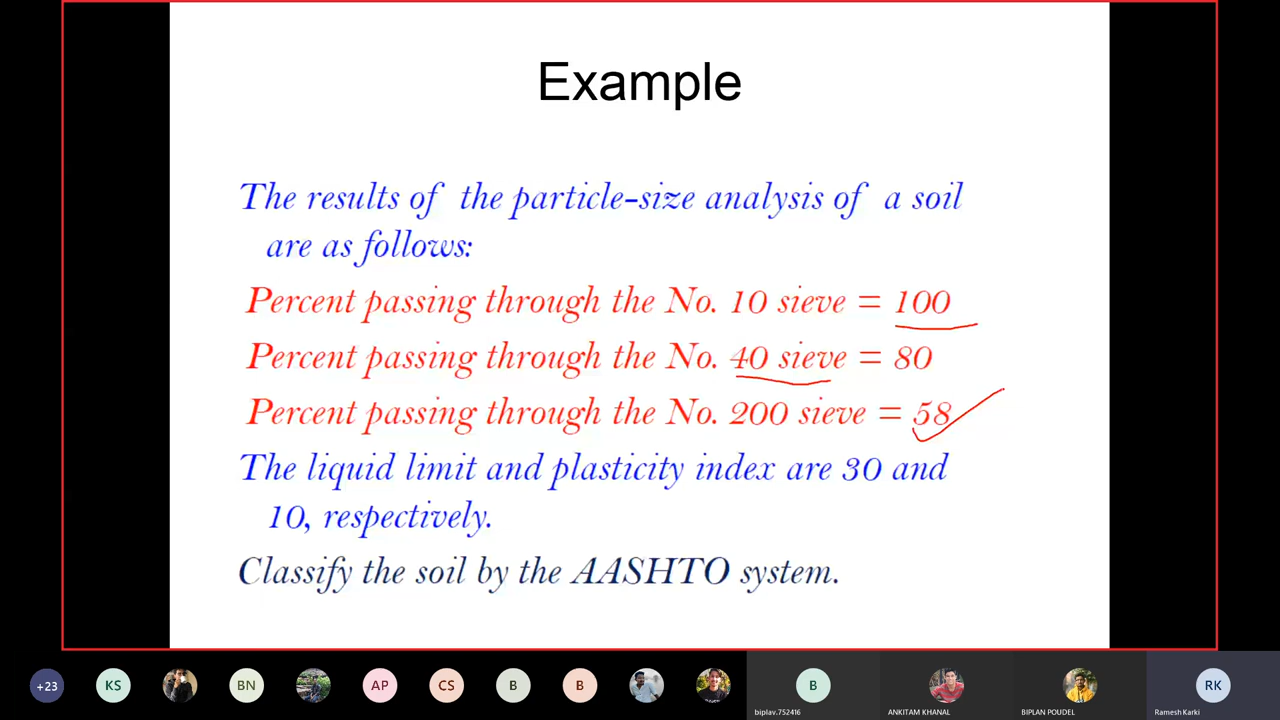 Example
The results of the particle-size analysis of a soil
are as follows:
Percent passing through the No. 10 sieve = 100
Percent passing through the No. 40 sieve = 80
Percent passing through the No. 200 sieve = 58
The liquid limit and plasticity index are 30 and
10, respectively.
Classify the soil by the AASHTO system.
+23 KS BN AP CS B B B RK
biplav.752416 ANKITAM KHANAL BIPLAN POUDEL Ramesh Karki